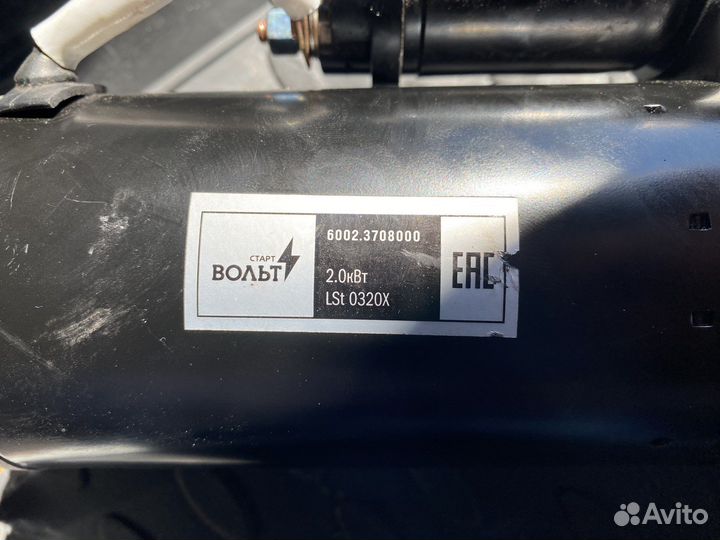 СТАРТ
ВОЛЬТ
6002.3708000
2.0кВт
LSt 0320X
EAC
Avito